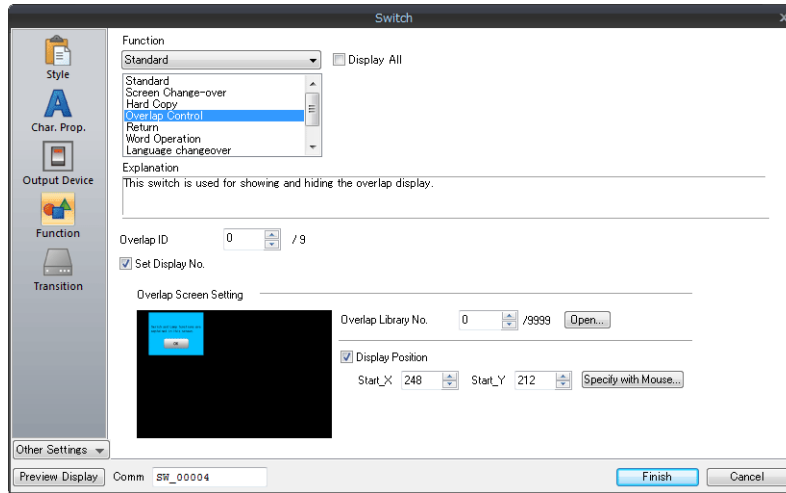 Switch
Style
Char. Prop.
Output Device
Function
Transition
Other Settings
Function
Standard
Display All
Standard
Screen Change-over
Hard Copy
Overlap Control
Return
Word Operation
Language changeover
Explanation
This switch is used for showing and hiding the overlap display.
Overlap ID 0 / 9
Set Display No.
Overlap Screen Setting
Overlap Library No. 0 /9999 Open...
Display Position
Start_X 248 Start_Y 212 Specify with Mouse...
Preview Display Comm SW_00004 Finish Cancel